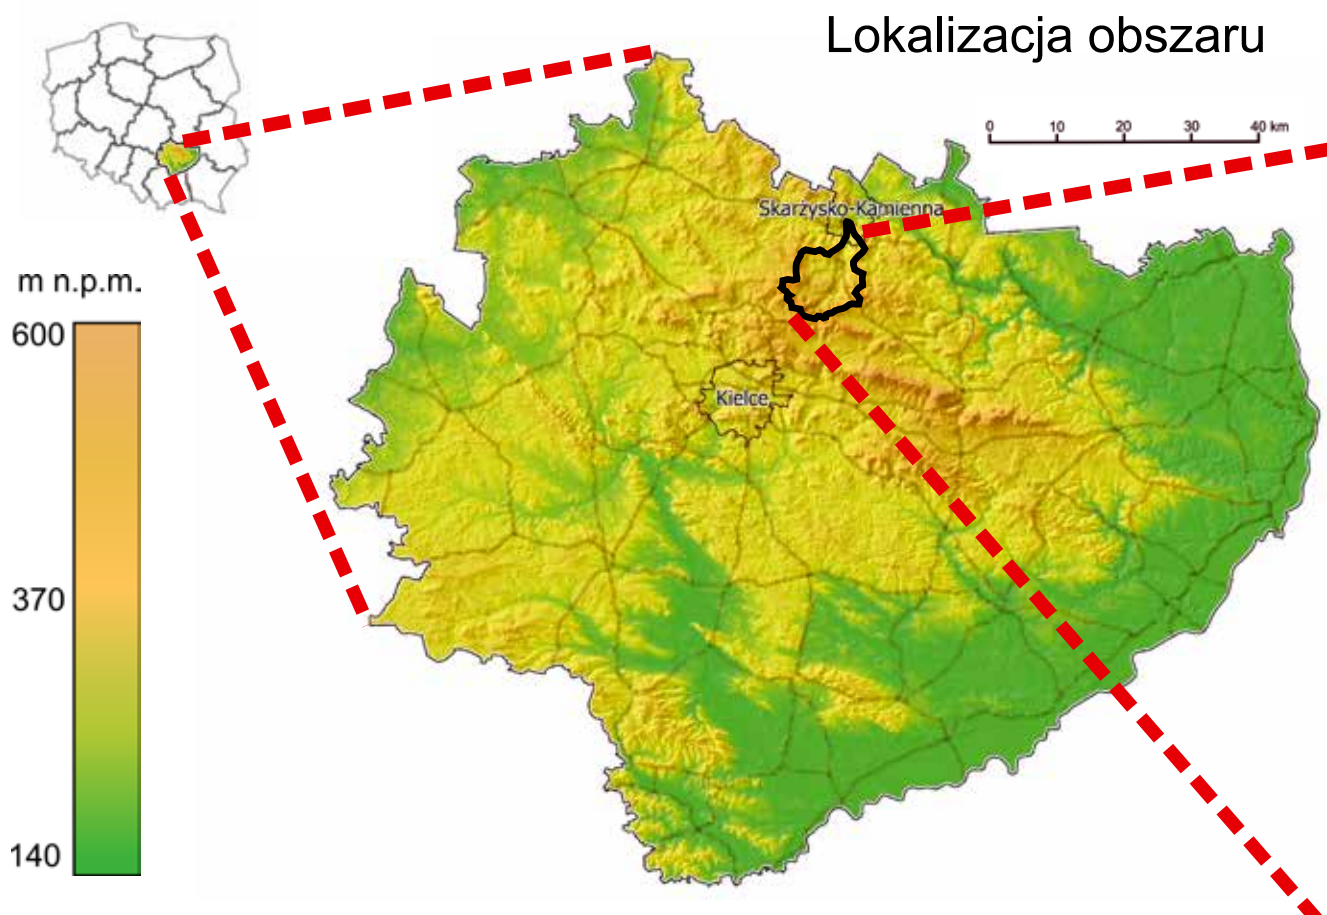 Lokalizacja obszaru
0 10 20 30 40 km
Skarżysko-Kamienna
m n.p.m.
600
Kielce
370
140